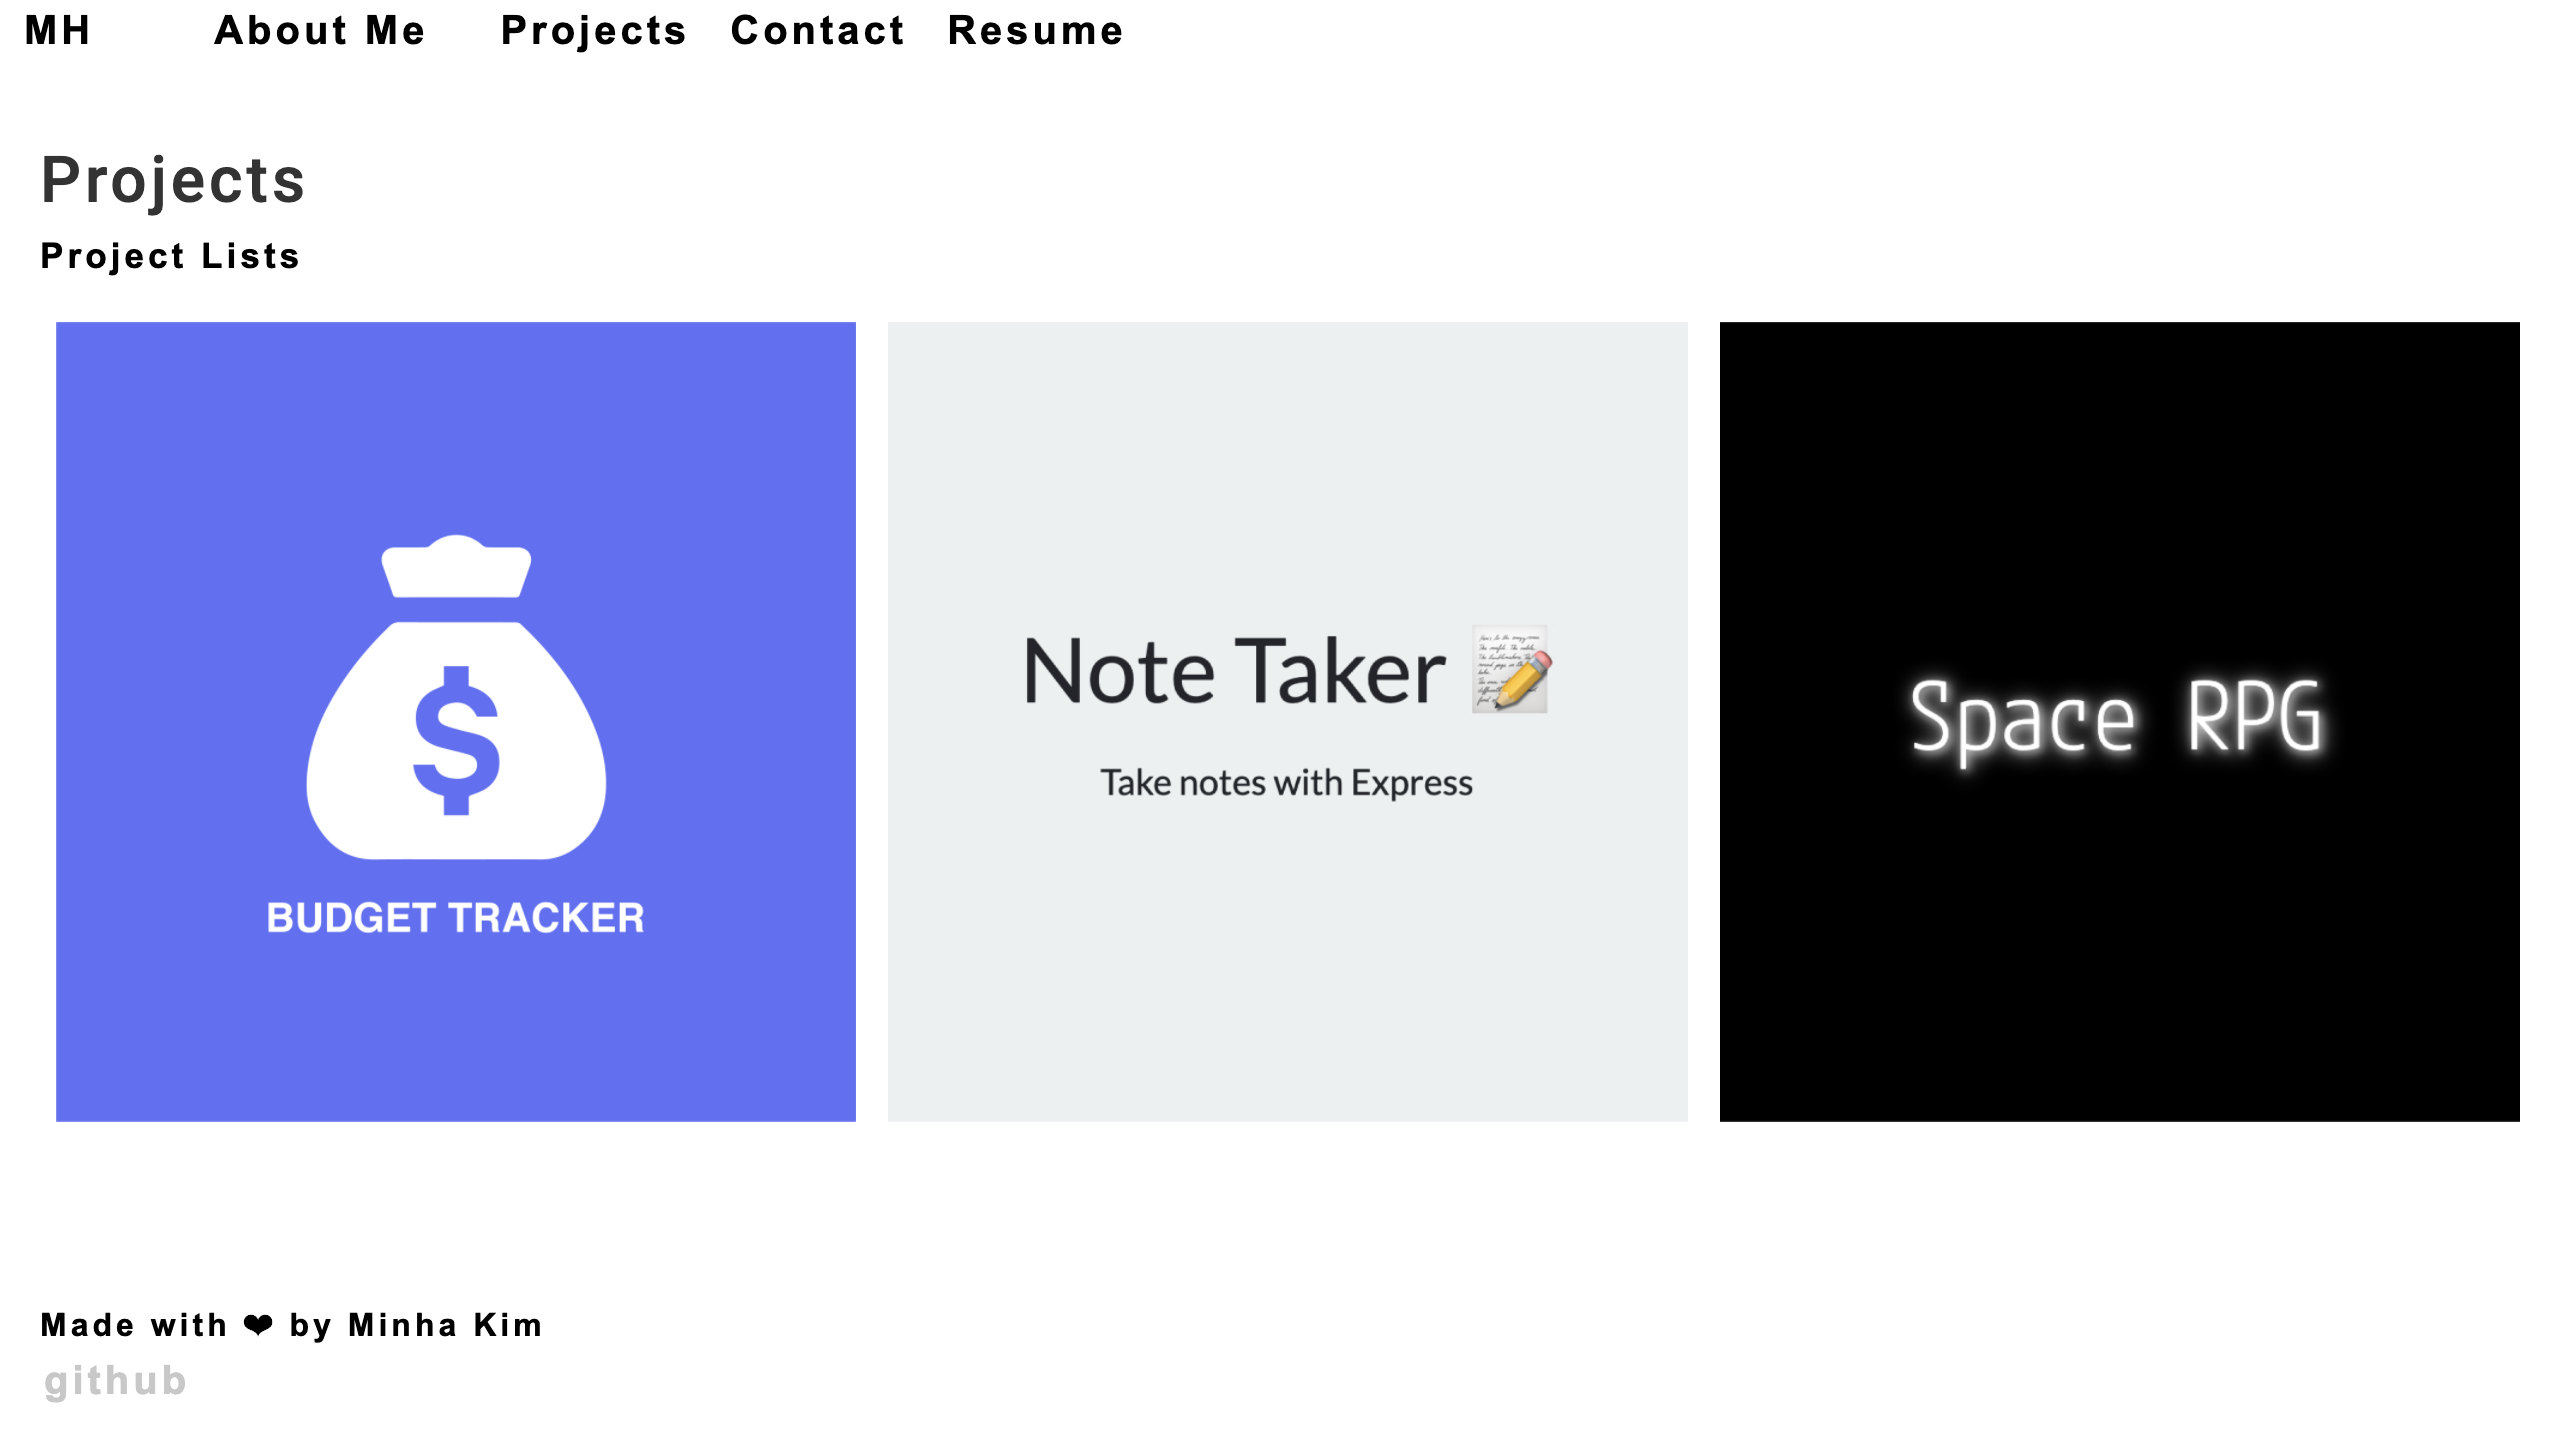 MH About Me Projects Contact Resume
Projects
Project Lists
$
BUDGET TRACKER
Note Taker
Take notes with Express
Space RPG
Made with ❤ by Minha Kim
github